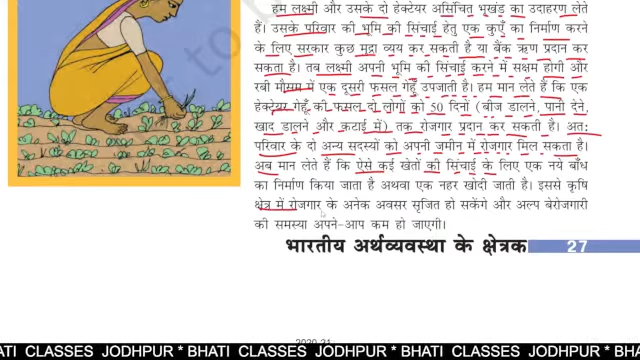 हम लक्ष्मी और उसके दो हेक्टेयर असिंचित भूखंड का उदाहरण लेते
हैं। उसके परिवार की भूमि की सिंचाई हेतु एक कुएँ का निर्माण करने
के लिए सरकार कुछ मुद्रा व्यय कर सकती है या बैंक ऋण प्रदान कर
सकता है। तब लक्ष्मी अपनी भूमि की सिंचाई करने में सक्षम होगी और
रबी मौसम में एक दूसरी फसल गेहूँ उपजाती है। हम मान लेते हैं कि एक
हेक्टेयर गेहूँ की फसल दो लोगों को 50 दिनों (बीज डालने, पानी देने,
खाद डालने और कटाई में) तक रोजगार प्रदान कर सकती है। अतः
परिवार के दो अन्य सदस्यों को अपनी जमीन में रोजगार मिल सकता है।
अब मान लेते हैं कि ऐसे कई खेतों की सिंचाई के लिए एक नये बाँध
का निर्माण किया जाता है अथवा एक नहर खोदी जाती है। इससे कृषि
क्षेत्र में रोजगार के अनेक अवसर सृजित हो सकेंगे और अल्प बेरोजगारी
की समस्या अपने-आप कम हो जाएगी।
भारतीय अर्थव्यवस्था के क्षेत्रक 27
2020-21
BHATI CLASSES JODHPUR * BHATI CLASSES JODHPUR * BHATI CLASSES JODHPUR * BHATI